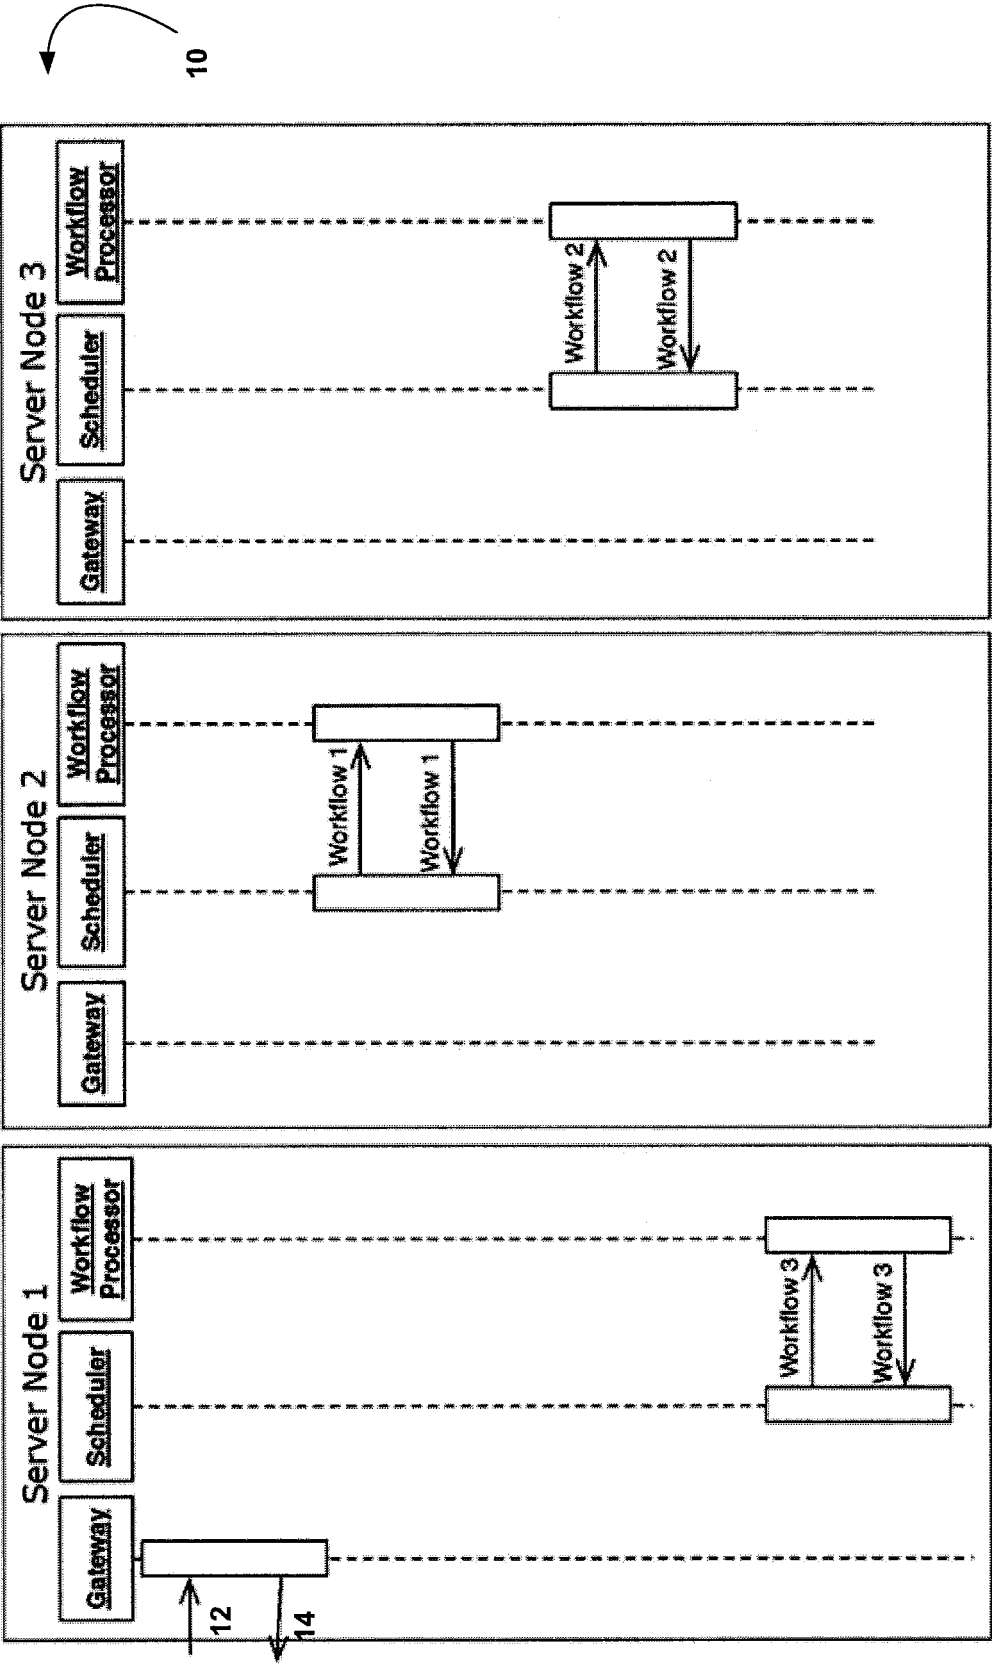 Server Node 1
Gateway
Scheduler
Workflow
Processor
12
14
Workflow 3
Workflow 3
Server Node 2
Gateway
Scheduler
Workflow
Processor
Workflow 1
Workflow 1
Server Node 3
Gateway
Scheduler
Workflow
Processor
Workflow 2
Workflow 2
10